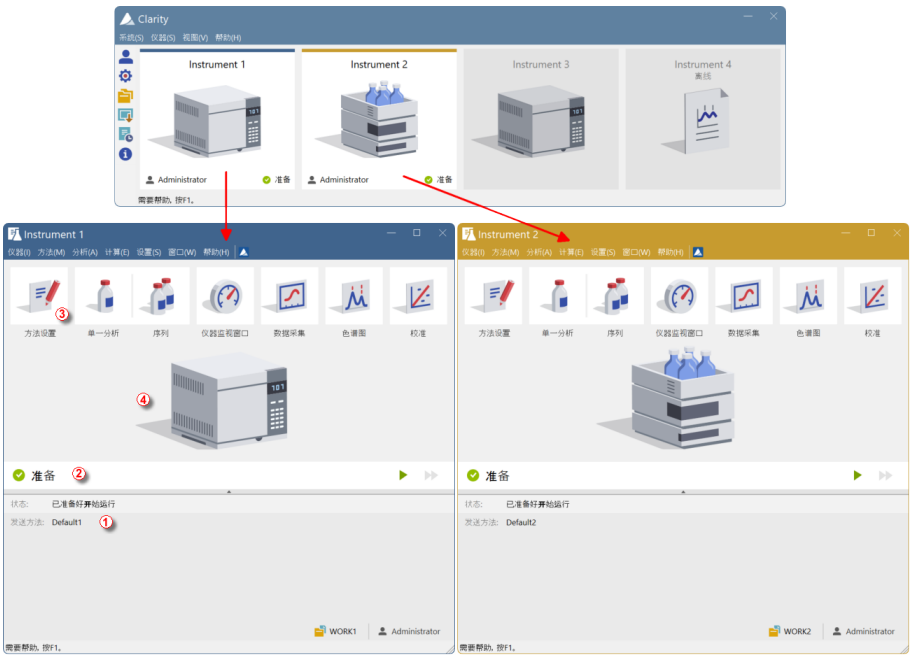 Clarity
系统(S) 仪器(S) 视图(V) 帮助(H)
Instrument 1
Instrument 2
Instrument 3
Instrument 4
离线
107
107
Administrator 准备
Administrator 准备
需要帮助, 按F1。
Instrument 1
仪器(I) 方法(M) 分析(A) 计算(E) 设置(S) 窗口(W) 帮助(H)
③
方法设置 单一分析 序列 仪器监视窗口 数据采集 色谱图 校准
107
④
准备 ②
状态: 已准备好开始运行
发送方法: Default1 ①
WORK1 Administrator
需要帮助, 按F1。
Instrument 2
仪器(I) 方法(M) 分析(A) 计算(E) 设置(S) 窗口(W) 帮助(H)
方法设置 单一分析 序列 仪器监视窗口 数据采集 色谱图 校准
准备
状态: 已准备好开始运行
发送方法: Default2
WORK2 Administrator
需要帮助, 按F1。